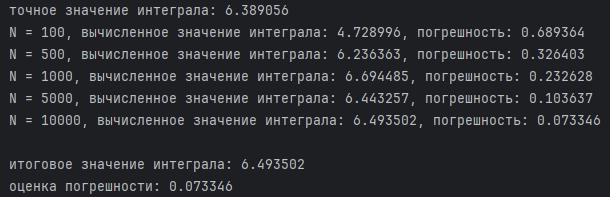 точное значение интеграла: 6.389056
N = 100, вычисленное значение интеграла: 4.728996, погрешность: 0.689364
N = 500, вычисленное значение интеграла: 6.236363, погрешность: 0.326403
N = 1000, вычисленное значение интеграла: 6.694485, погрешность: 0.232628
N = 5000, вычисленное значение интеграла: 6.443257, погрешность: 0.103637
N = 10000, вычисленное значение интеграла: 6.493502, погрешность: 0.073346
итоговое значение интеграла: 6.493502
оценка погрешности: 0.073346